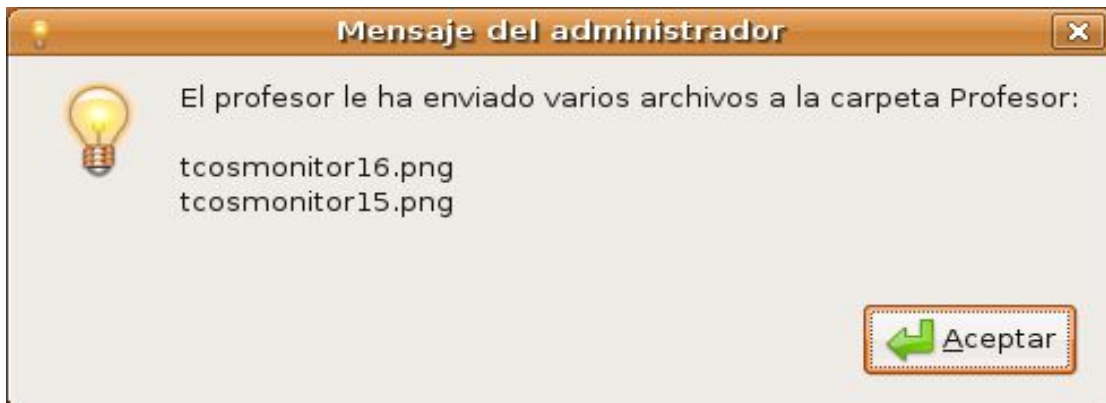 Mensaje del administrador
El profesor le ha enviado varios archivos a la carpeta Profesor:
tcosmonitor16.png
tcosmonitor15.png
Aceptar